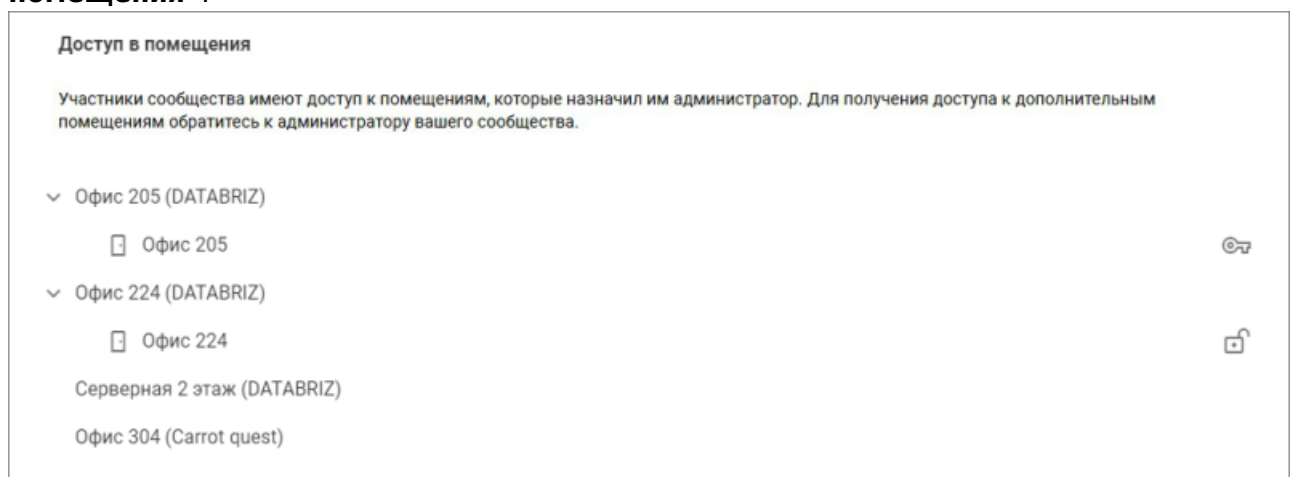 Доступ в помещения
Участники сообщества имеют доступ к помещениям, которые назначил им администратор. Для получения доступа к дополнительным
помещениям обратитесь к администратору вашего сообщества.
Офис 205 (DATABRIZ)
Офис 205
Офис 224 (DATABRIZ)
Офис 224
Серверная 2 этаж (DATABRIZ)
Офис 304 (Carrot quest)